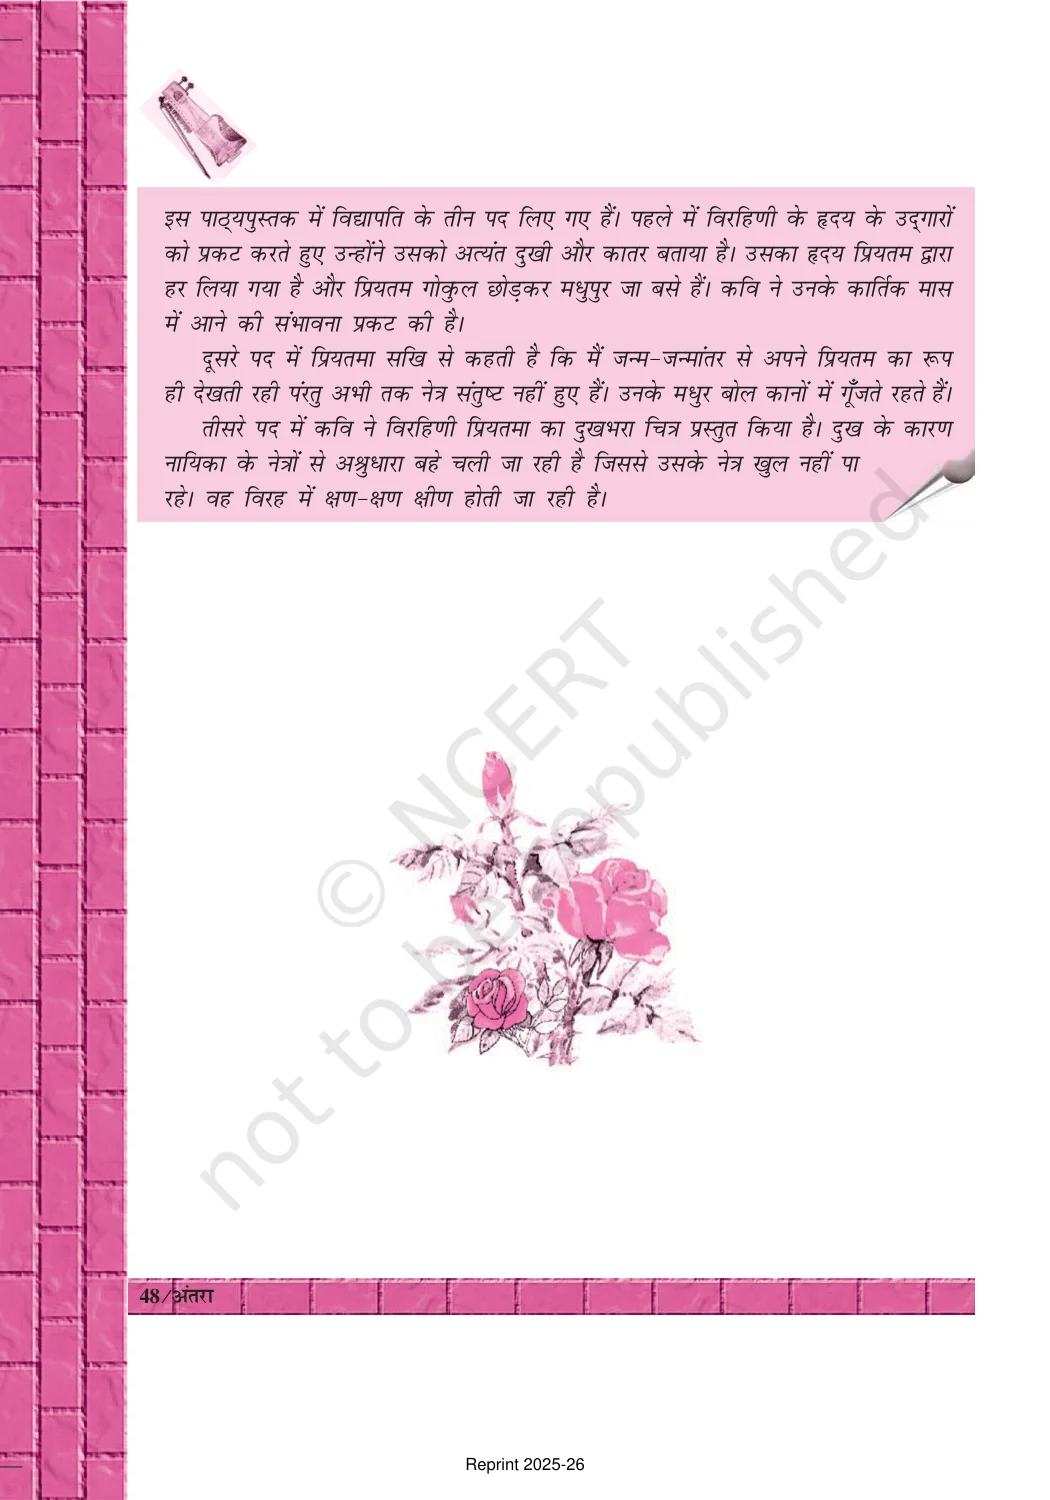 इस पाठ्यपुस्तक में विद्यापति के तीन पद लिए गए हैं। पहले में विरहिणी के हृदय के उद्‌गारों
को प्रकट करते हुए उन्होंने उसको अत्यंत दुखी और कातर बताया है। उसका हृदय प्रियतम द्वारा
हर लिया गया है और प्रियतम गोकुल छोड़कर मधुपुर जा बसे हैं। कवि ने उनके कार्तिक मास
में आने की संभावना प्रकट की है।
दूसरे पद में प्रियतमा सखि से कहती है कि मैं जन्म-जन्मांतर से अपने प्रियतम का रूप
ही देखती रही परंतु अभी तक नेत्र संतुष्ट नहीं हुए हैं। उनके मधुर बोल कानों में गूँजते रहते हैं।
तीसरे पद में कवि ने विरहिणी प्रियतमा का दुखभरा चित्र प्रस्तुत किया है। दुख के कारण
नायिका के नेत्रों से अश्रुधारा बहे चली जा रही है जिससे उसके नेत्र खुल नहीं पा
रहे। वह विरह में क्षण-क्षण क्षीण होती जा रही है।
© NCERT
not to be republished
48/अंतरा
Reprint 2025-26